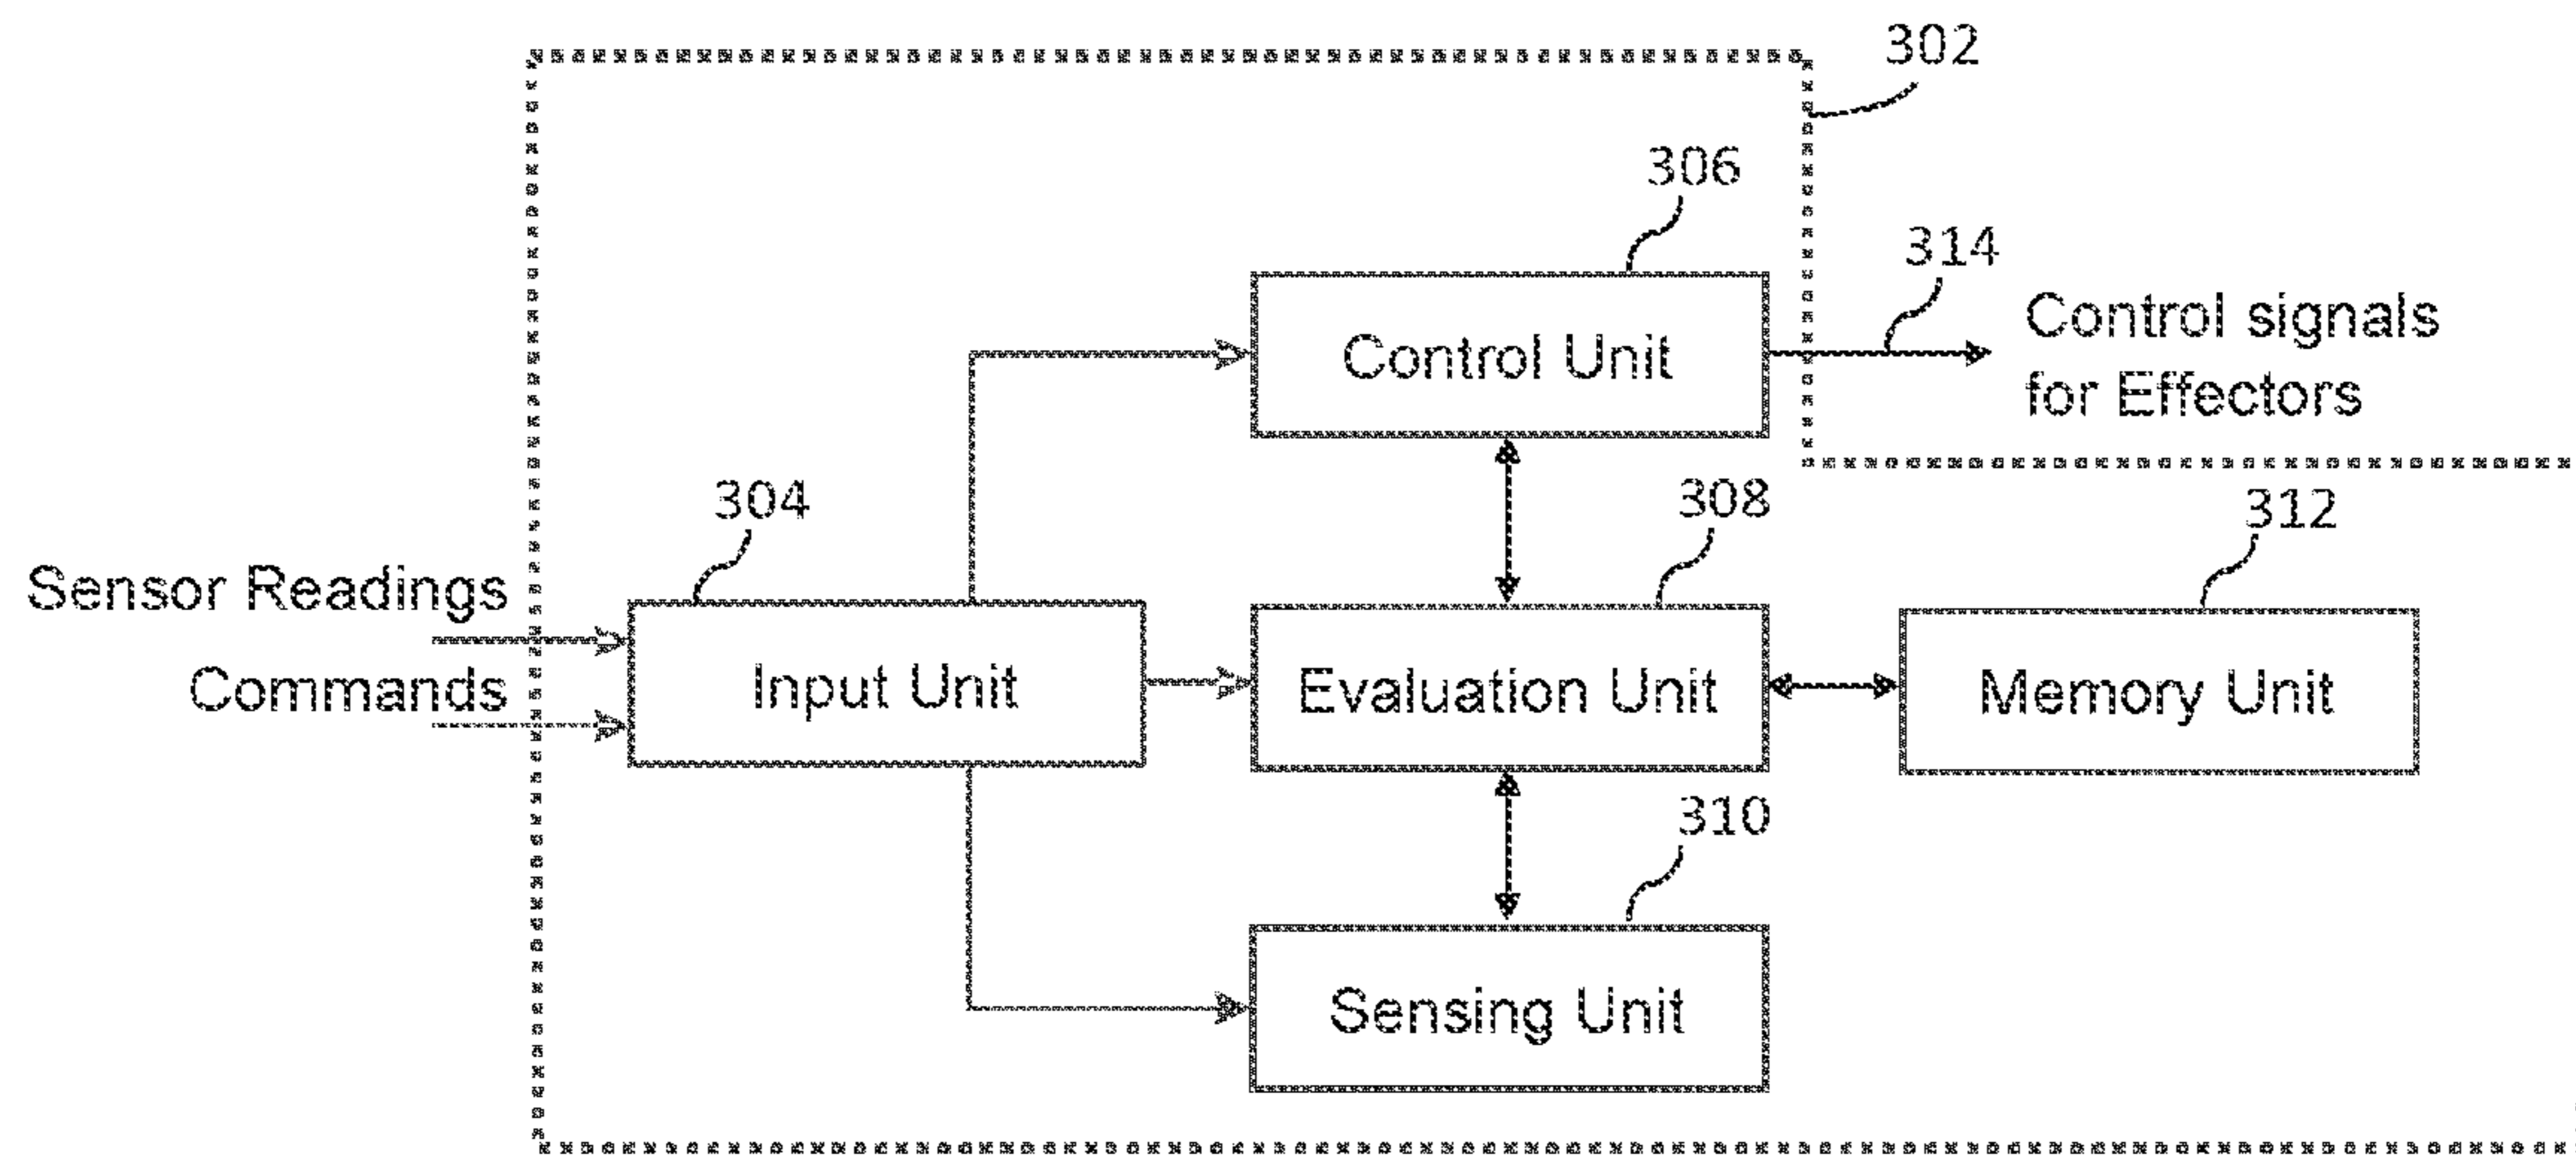 302
306
314
Control Unit
Control signals
for Effectors
304
308
312
Sensor Readings
Commands
Input Unit
Evaluation Unit
Memory Unit
310
Sensing Unit